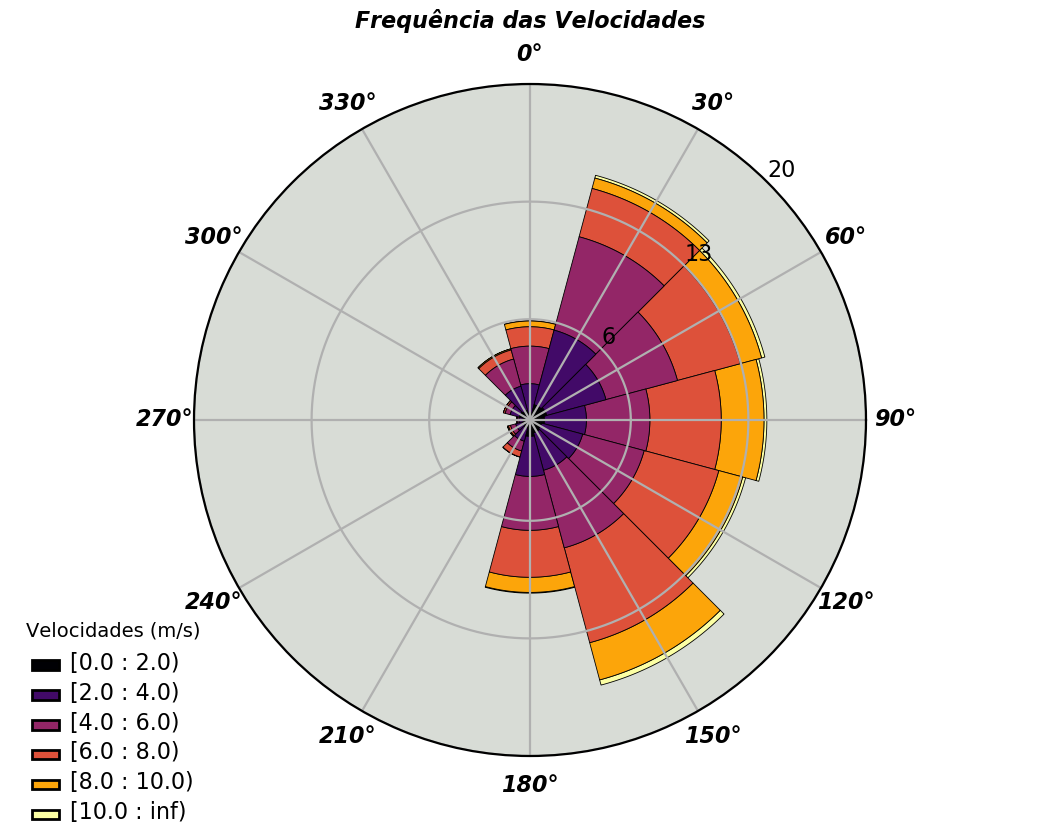 Frequência das Velocidades
0°
330°
30°
20
300°
60°
13
6
270°
90°
240°
120°
210°
150°
180°
Velocidades (m/s)
[0.0 : 2.0)
[2.0 : 4.0)
[4.0 : 6.0)
[6.0 : 8.0)
[8.0 : 10.0)
[10.0 : inf)